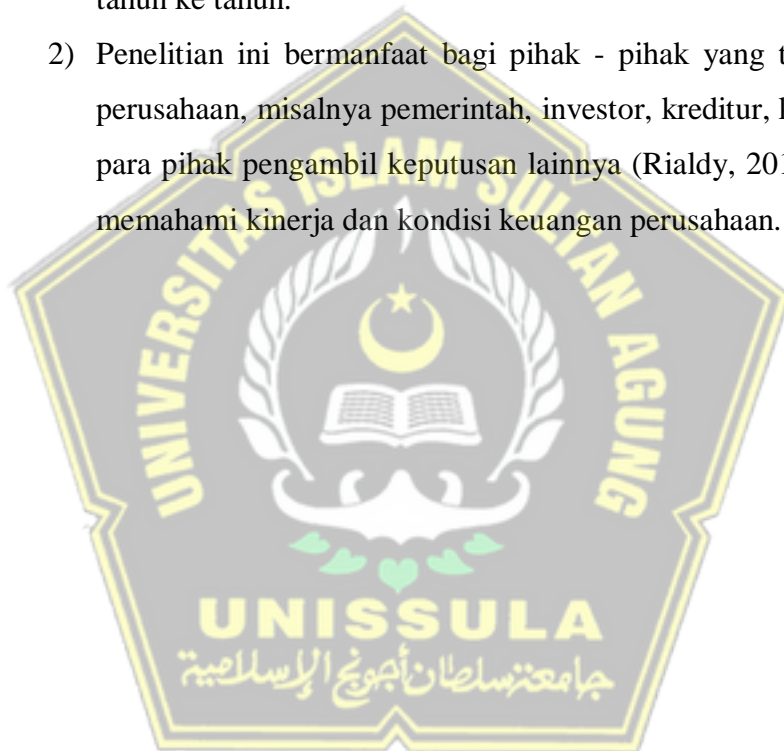 tahun ke tahun.
2) Penelitian ini bermanfaat bagi pihak - pihak yang
perusahaan, misalnya pemerintah, investor, kreditur,
para pihak pengambil keputusan lainnya (Rialdy,
memahami kinerja dan kondisi keuangan perusahaan.
UNIVERSITAS ISLAM SULTAN AGUNG
UNISSULA
جامعة سلطان أجونج الإسلامية